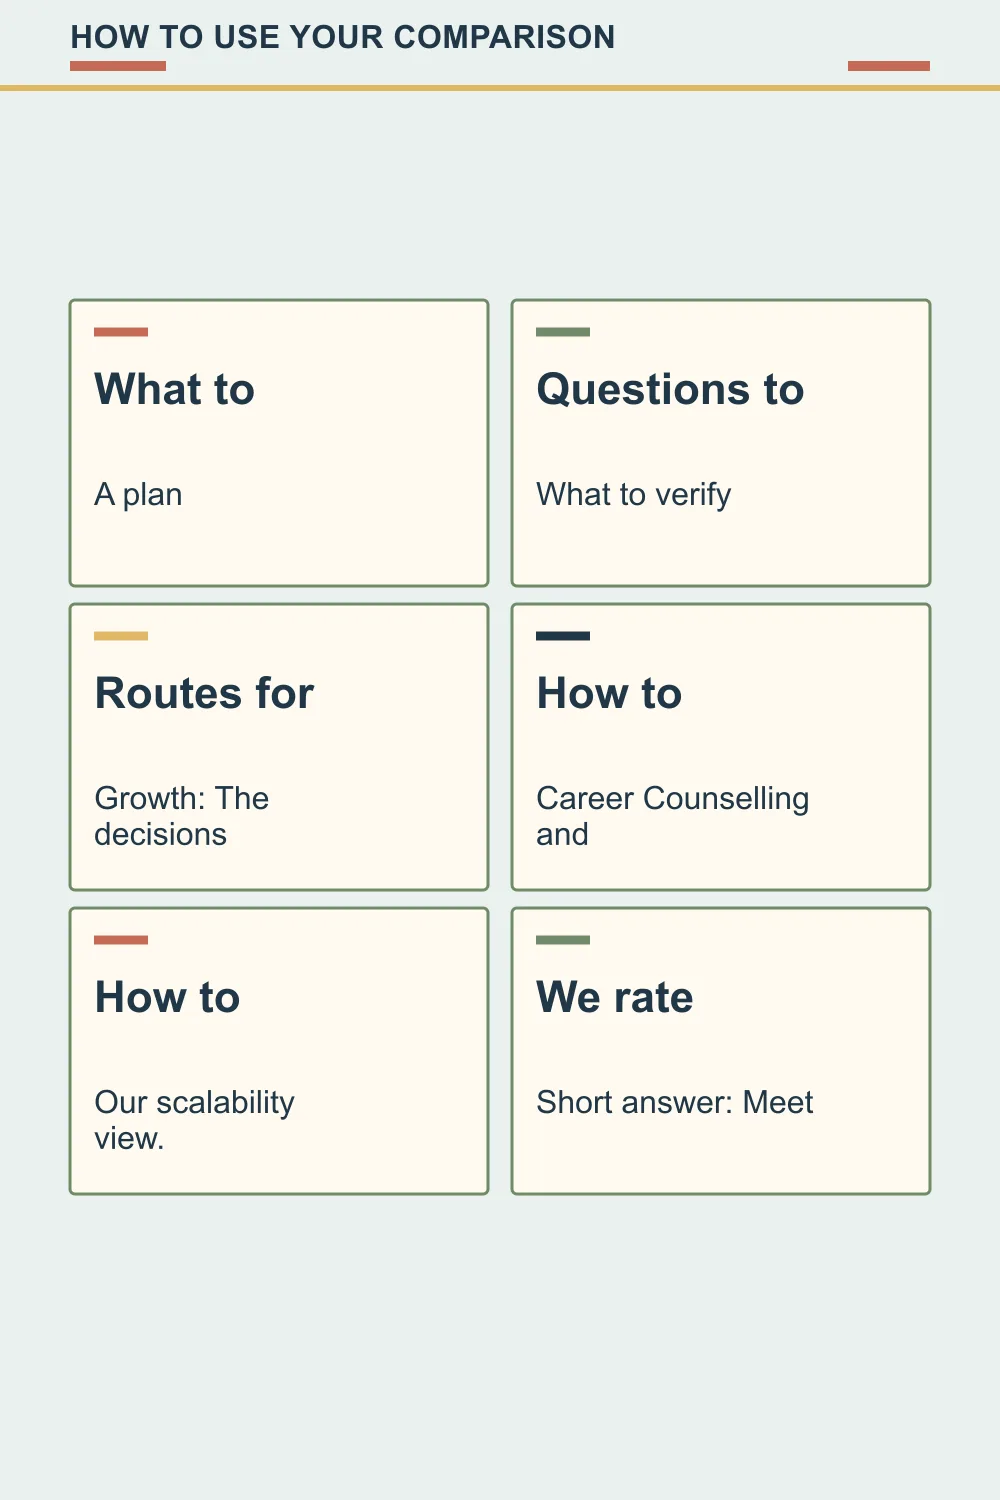 HOW TO USE YOUR COMPARISON
What to
A plan
Questions to
What to verify
Routes for
Growth: The
decisions
How to
Career Counselling
and
How to
Our scalability
view.
We rate
Short answer: Meet